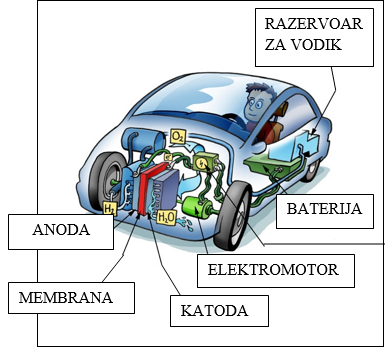 RAZERVOAR
ZA VODIK
O₂
H₂
H₂O
BATERIJA
ANODA
ELEKTROMOTOR
MEMBRANA
KATODA